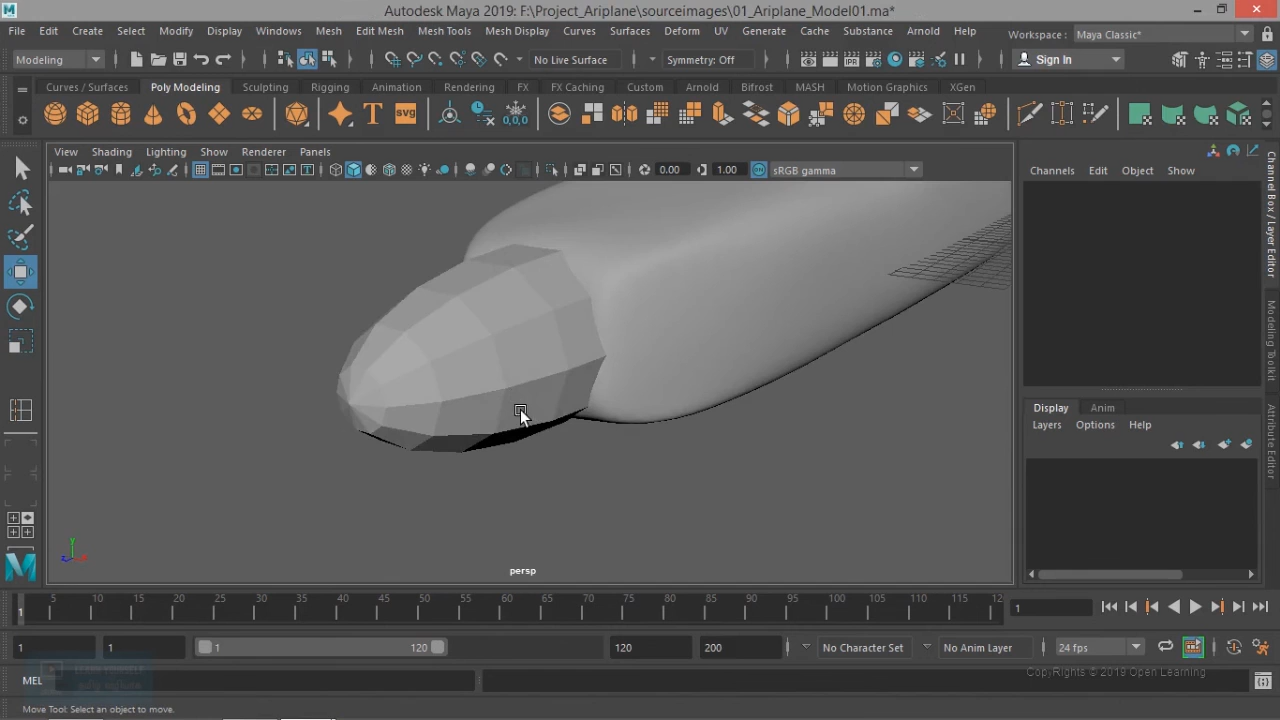 Autodesk Maya 2019: F:\Project_Ariplane\sourceimages\01_Ariplane_Model01.ma*
File Edit Create Select Modify Display Windows Mesh Edit Mesh Mesh Tools Mesh Display Curves Surfaces Deform UV Generate Cache Substance Arnold Help Workspace : Maya Classic*
Modeling No Live Surface Symmetry: Off Sign In
Curves / Surfaces Poly Modeling Sculpting Rigging Animation Rendering FX FX Caching Custom Arnold Bifrost MASH Motion Graphics XGen
SVG 0,0,0
View Shading Lighting Show Renderer Panels
0.00 1.00 ON sRGB gamma
Channels Edit Object Show
Channel Box / Layer Editor
Modeling Toolkit
Attribute Editor
Display Anim
Layers Options Help
y z x
persp
5 10 15 20 25 30 35 40 45 50 55 60 65 70 75 80 85 90 95 100 105 110 115 120
1 1
1 1 1 120 120 200 No Character Set No Anim Layer 24 fps
CopyRights © 2019 Open Learning
MEL
Move Tool: Select an object to move.